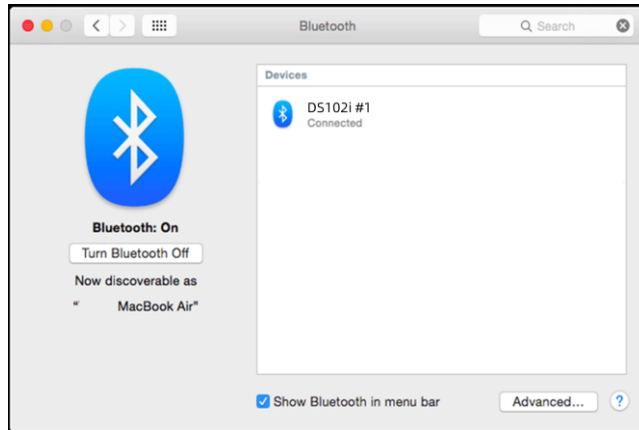 Bluetooth
Search
Bluetooth: On
Turn Bluetooth Off
Now discoverable as
“ MacBook Air"
Devices
DS102i #1
Connected
Show Bluetooth in menu bar
Advanced...
?